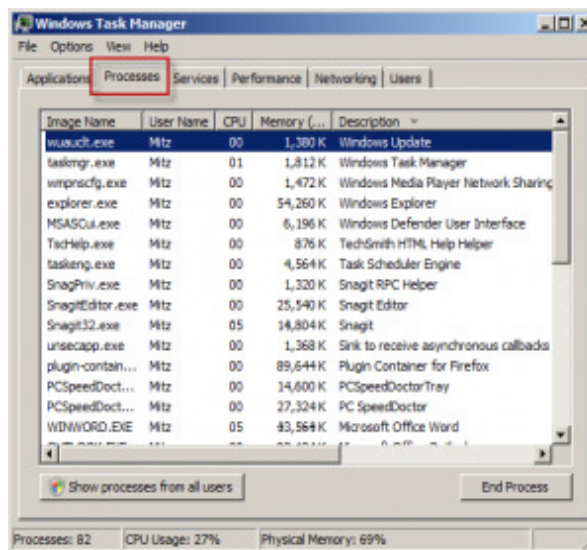 Windows Task Manager
File Options View Help
Applications Processes Services Performance Networking Users
Image Name User Name CPU Memory (... Description
wuauclt.exe Mitz 00 1,380 K Windows Update
taskmgr.exe Mitz 01 1,812 K Windows Task Manager
wmpnscfg.exe Mitz 00 1,472 K Windows Media Player Network Sharing
explorer.exe Mitz 00 54,260 K Windows Explorer
MSASCui.exe Mitz 00 6,196 K Windows Defender User Interface
TscHelp.exe Mitz 00 876 K TechSmith HTML Help Helper
taskeng.exe Mitz 00 4,564 K Task Scheduler Engine
SnagPriv.exe Mitz 00 1,320 K Snagit RPC Helper
SnagitEditor.exe Mitz 00 25,540 K Snagit Editor
Snagit32.exe Mitz 05 14,804 K Snagit
unsecapp.exe Mitz 00 1,368 K Sink to receive asynchronous callbacks
plugin-contain... Mitz 00 89,644 K Plugin Container for Firefox
PCSpeedDoct... Mitz 00 14,600 K PCSpeedDoctorTray
PCSpeedDoct... Mitz 00 27,324 K PC SpeedDoctor
WINWORD.EXE Mitz 05 43,564 K Microsoft Office Word
Show processes from all users End Process
Processes: 82 CPU Usage: 27% Physical Memory: 69%